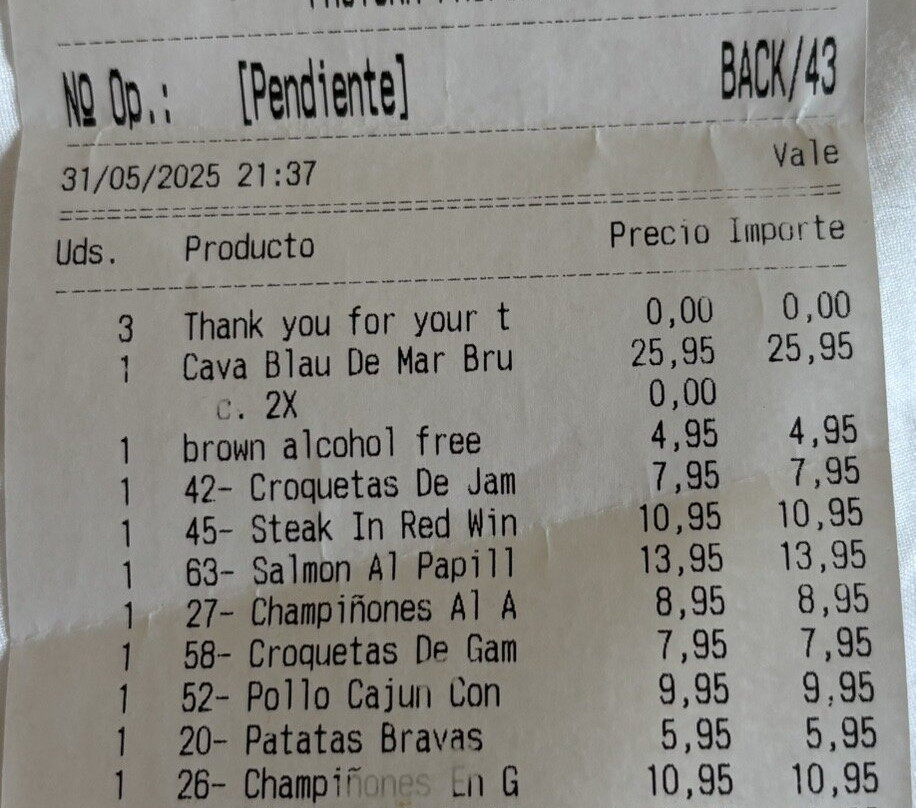 Nº Op.: [Pendiente] BACK/43
31/05/2025 21:37 Vale
Uds. Producto Precio Importe
3 Thank you for your t 0,00 0,00
1 Cava Blau De Mar Bru 25,95 25,95
c. 2X 0,00
1 brown alcohol free 4,95 4,95
1 42- Croquetas De Jam 7,95 7,95
1 45- Steak In Red Win 10,95 10,95
1 63- Salmon Al Papill 13,95 13,95
1 27- Champiñones Al A 8,95 8,95
1 58- Croquetas De Gam 7,95 7,95
1 52- Pollo Cajun Con 9,95 9,95
1 20- Patatas Bravas 5,95 5,95
1 26- Champiñones En G 10,95 10,95